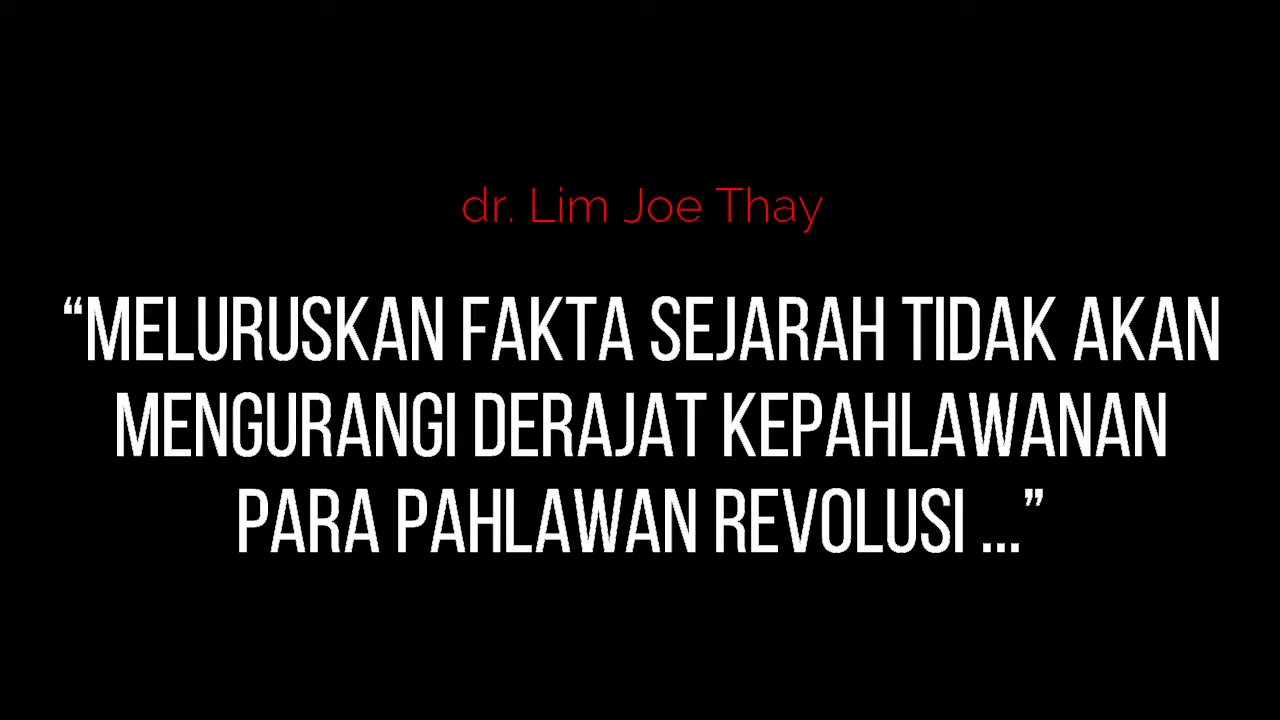 dr. Lim Joe Thay
“MELURUSKAN FAKTA SEJARAH TIDAK AKAN
MENGURANGI DERAJAT KEPAHLAWANAN
PARA PAHLAWAN REVOLUSI ...”